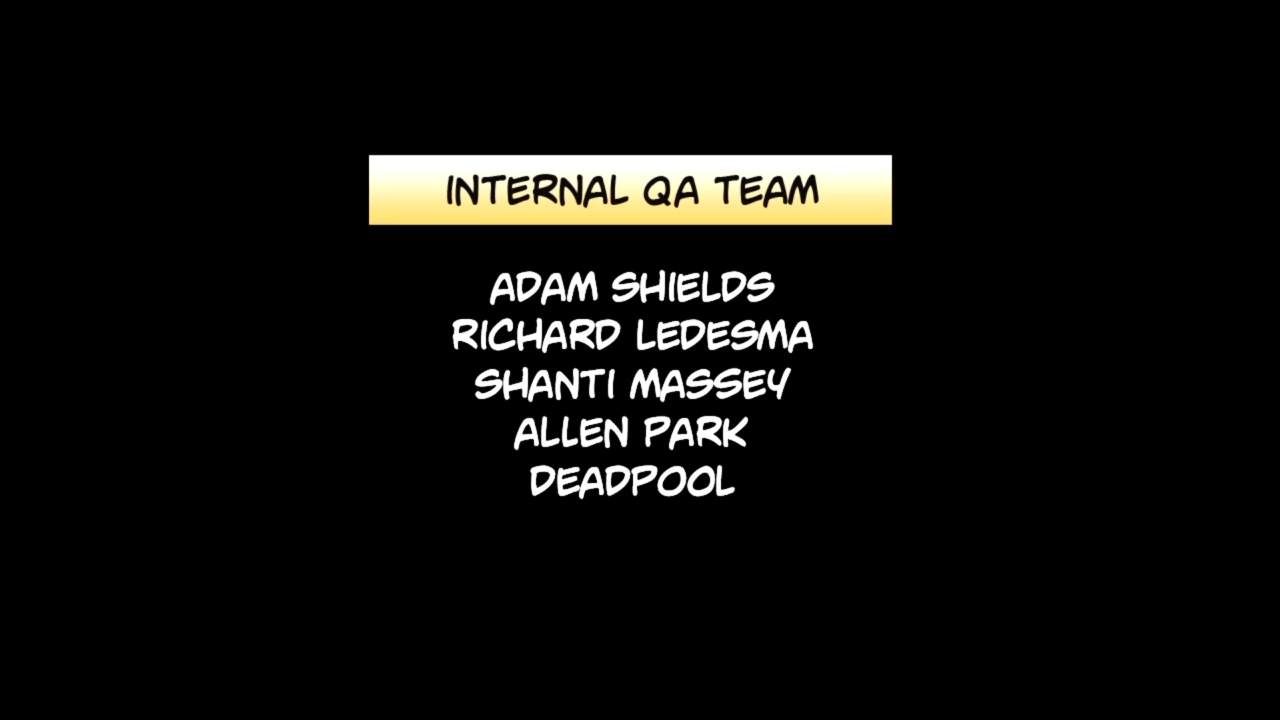 INTERNAL QA TEAM
ADAM SHIELDS
RICHARD LEDESMA
SHANTI MASSEY
ALLEN PARK
DEADPOOL